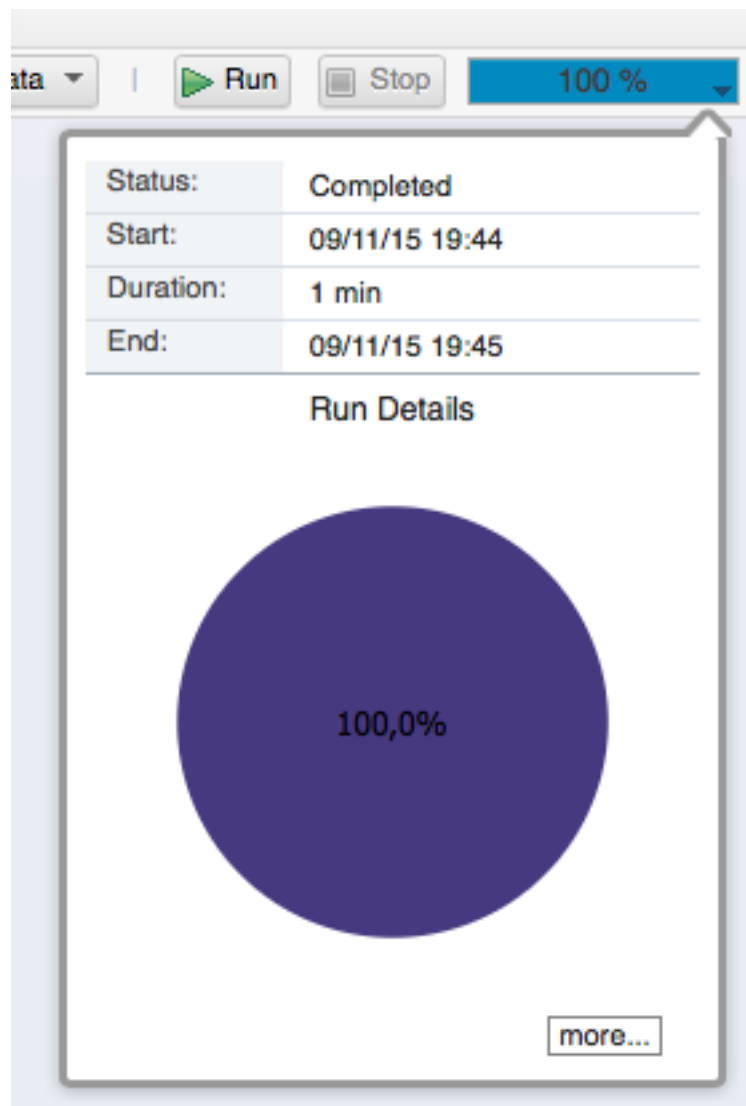 ata Run Stop 100 %
Status: Completed
Start: 09/11/15 19:44
Duration: 1 min
End: 09/11/15 19:45
Run Details
100,0%
more...